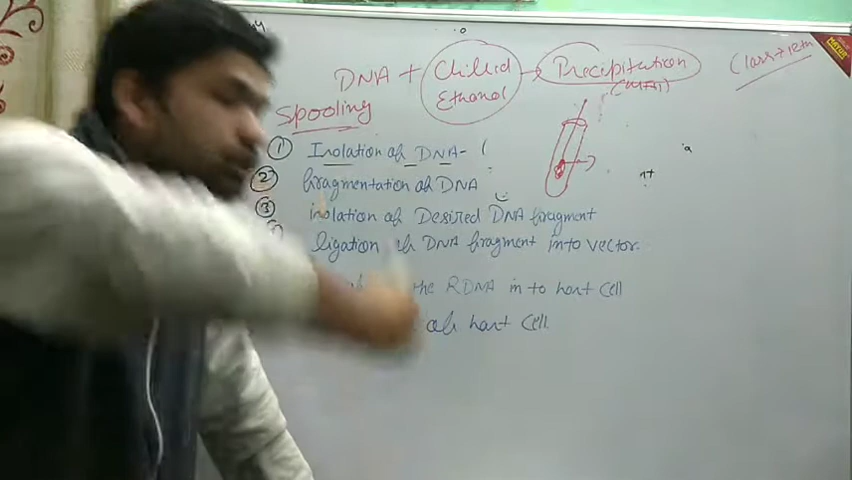 DNA + Chilled Ethanol → Precipitation
Class + 12th
Spooling
① Isolation of DNA - (
② fragmentation of DNA
③ isolation of Desired DNA fragment
ligation of DNA fragment into vector.
the RDNA in to host Cell
of host Cell.